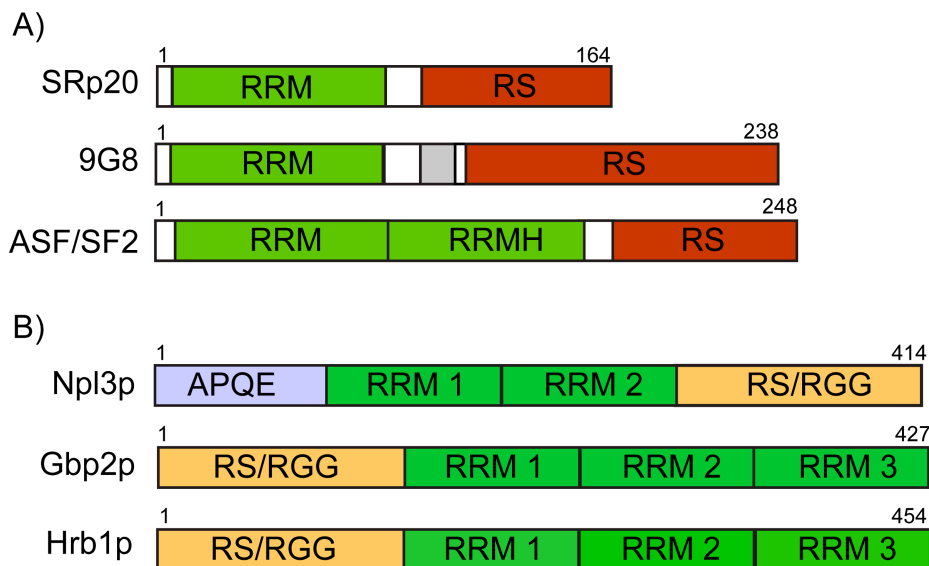 A)
1 164
SRp20 RRM RS
1 238
9G8 RRM RS
1 248
ASF/SF2 RRM RRMH RS
B)
1 414
Npl3p APQE RRM 1 RRM 2 RS/RGG
1 427
Gbp2p RS/RGG RRM 1 RRM 2 RRM 3
1 454
Hrb1p RS/RGG RRM 1 RRM 2 RRM 3